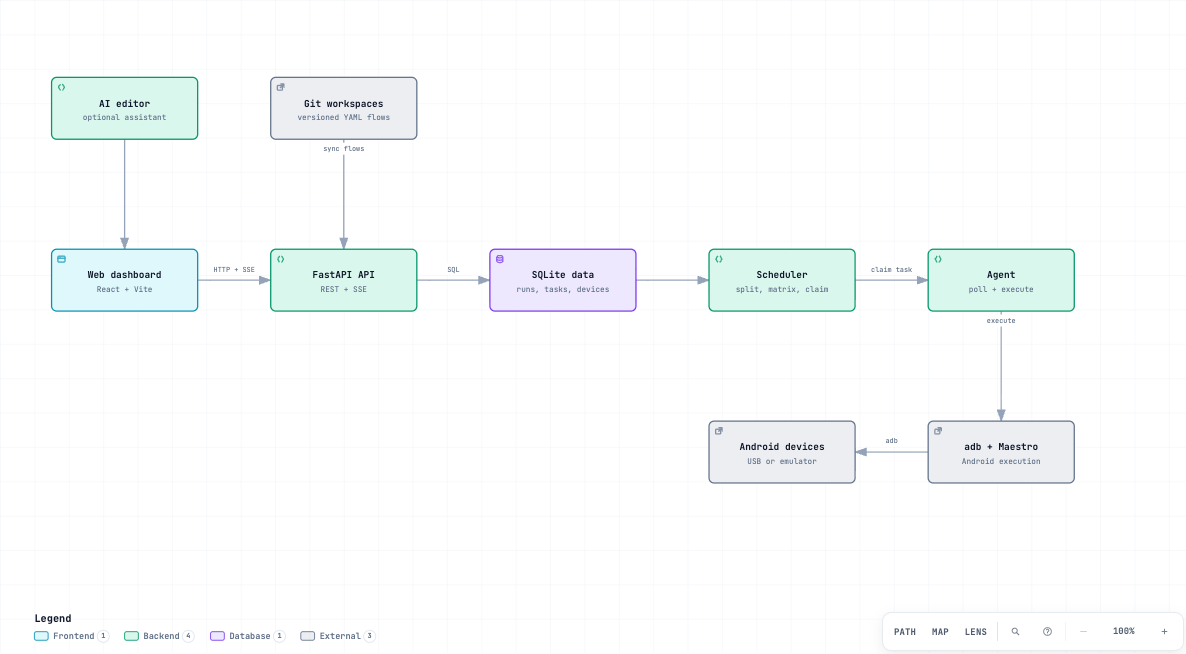 AI editor
optional assistant
Git workspaces
versioned YAML flows
sync flows
Web dashboard
React + Vite
HTTP + SSE
FastAPI API
REST + SSE
SQL
SQLite data
runs, tasks, devices
Scheduler
split, matrix, claim
claim task
Agent
poll + execute
execute
Android devices
USB or emulator
adb
adb + Maestro
Android execution
Legend
Frontend 1 Backend 4 Database 1 External 3
PATH MAP LENS − 100% +